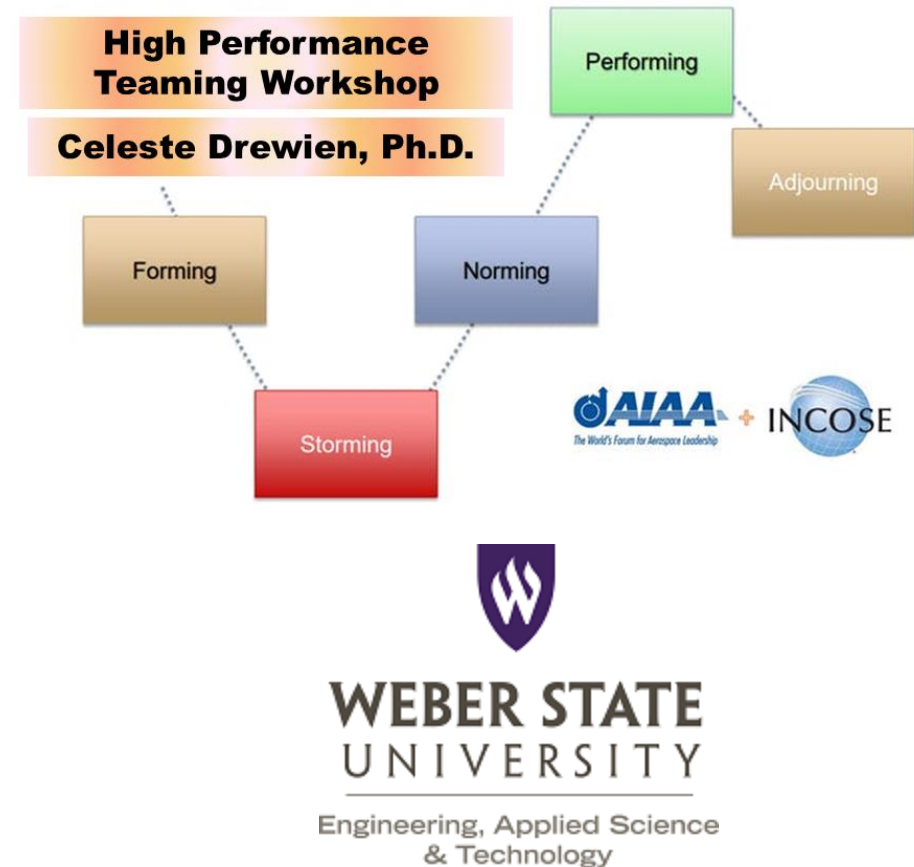 High Performance
Teaming Workshop
Celeste Drewien, Ph.D.
Performing
Adjourning
Forming
Norming
Storming
AIAA
The World's Forum for Aerospace Leadership
+
INCOSE
W
WEBER STATE
UNIVERSITY
Engineering, Applied Science
& Technology